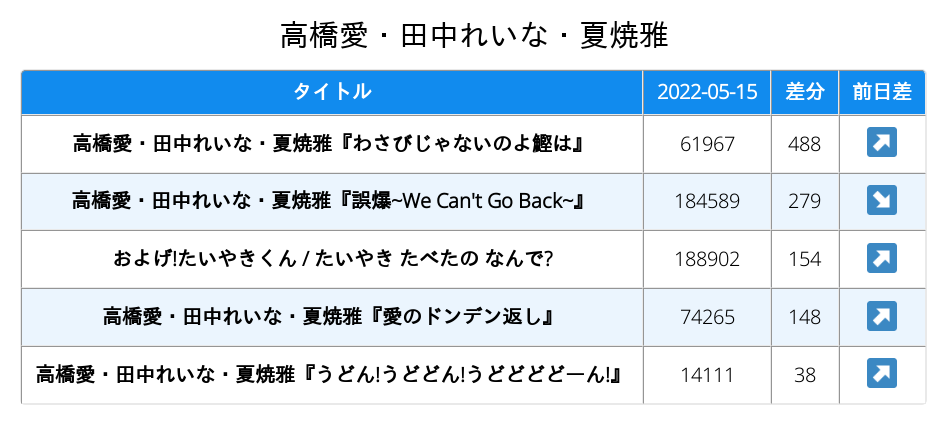 高橋愛・田中れいな・夏焼雅
タイトル 2022-05-15 差分 前日差
高橋愛・田中れいな・夏焼雅『わさびじゃないのよ鰹は』 61967 488
高橋愛・田中れいな・夏焼雅『誤爆~We Can't Go Back~』 184589 279
およげ!たいやきくん / たいやき たべたの なんで? 188902 154
高橋愛・田中れいな・夏焼雅『愛のドンデン返し』 74265 148
高橋愛・田中れいな・夏焼雅『うどん!うどどん!うどどどどーん!』 14111 38